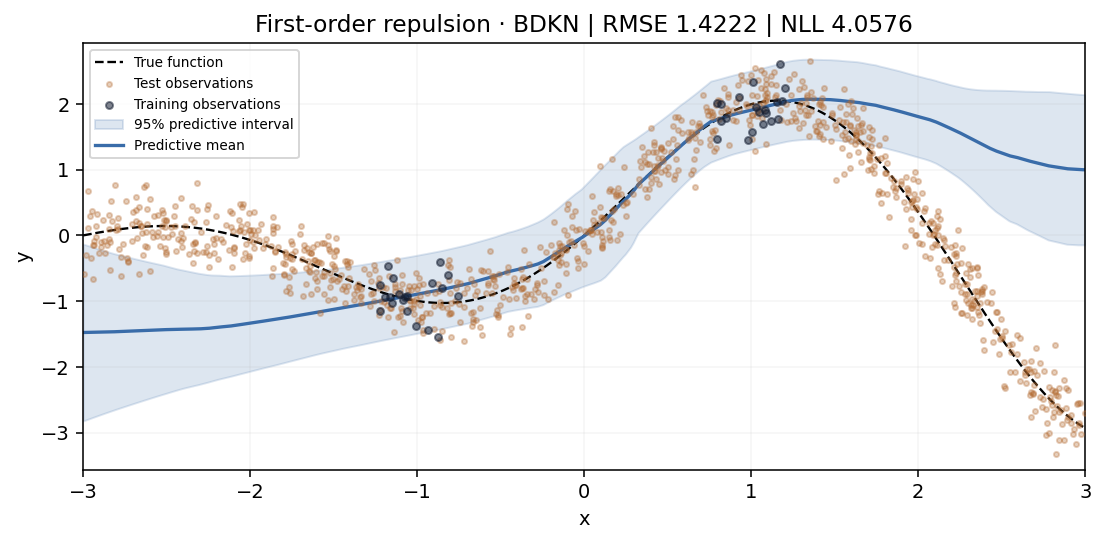 First-order repulsion · BDKN | RMSE 1.4222 | NLL 4.0576
True function
Test observations
Training observations
95% predictive interval
Predictive mean
y
2
1
0
−1
−2
−3
−3
−2
−1
0
1
2
3
x